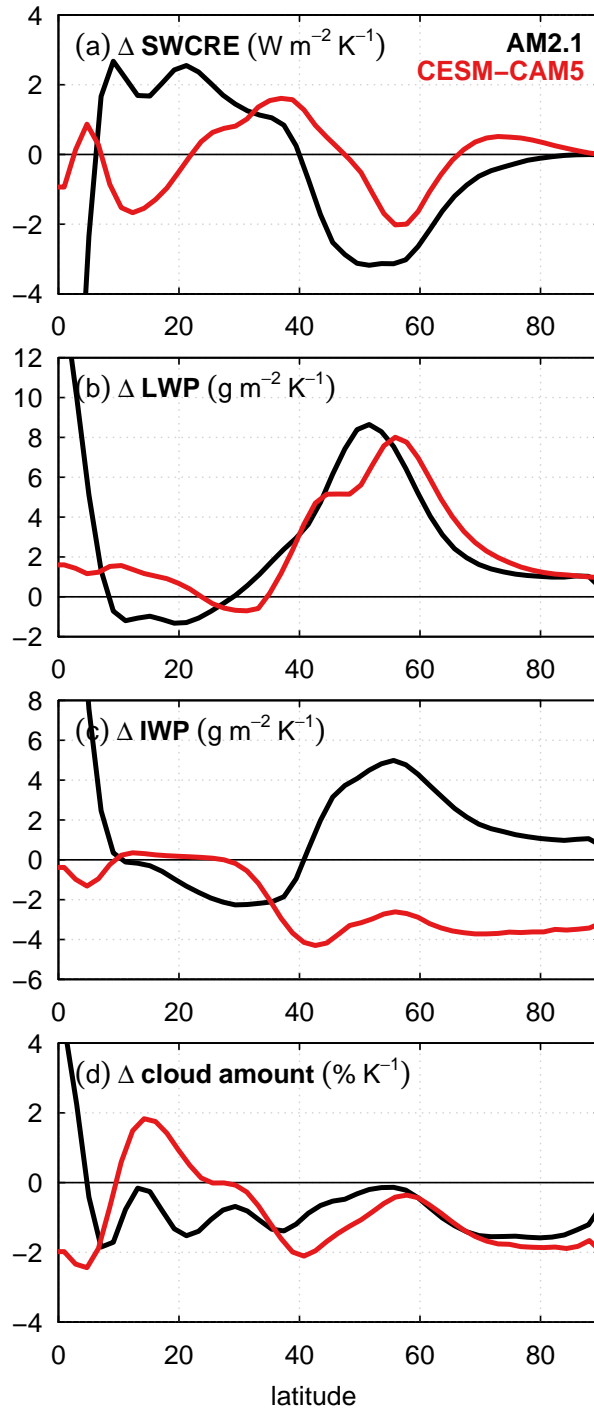 4
(a) Δ SWCRE (W m⁻² K⁻¹) AM2.1
2 CESM−CAM5
0
−2
−4
0 20 40 60 80
12
(b) Δ LWP (g m⁻² K⁻¹)
10
8
6
4
2
0
−2
0 20 40 60 80
8
(c) Δ IWP (g m⁻² K⁻¹)
6
4
2
0
−2
−4
−6
0 20 40 60 80
4
(d) Δ cloud amount (% K⁻¹)
2
0
−2
−4
0 20 40 60 80
latitude